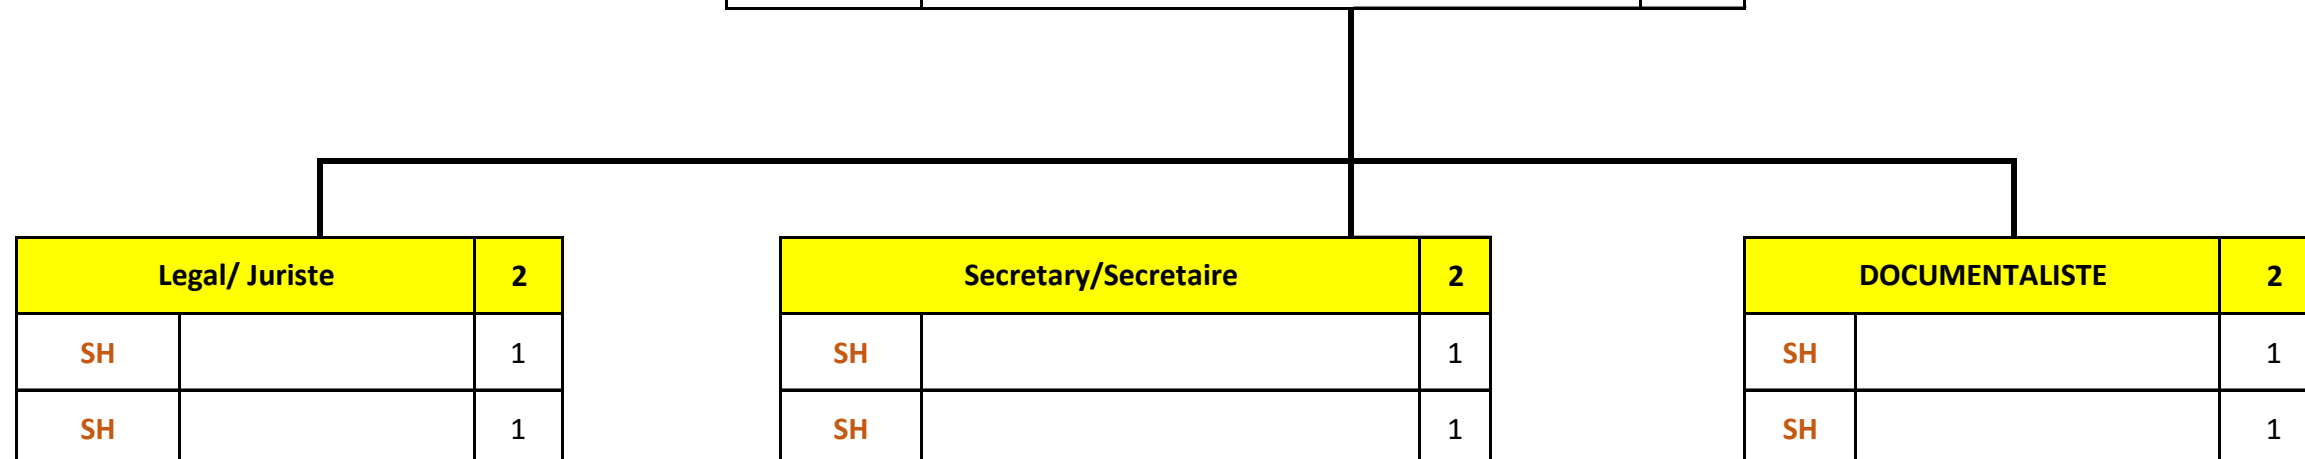 Legal/ Juriste 2
SH 1
SH 1
Secretary/Secretaire 2
SH 1
SH 1
DOCUMENTALISTE 2
SH 1
SH 1